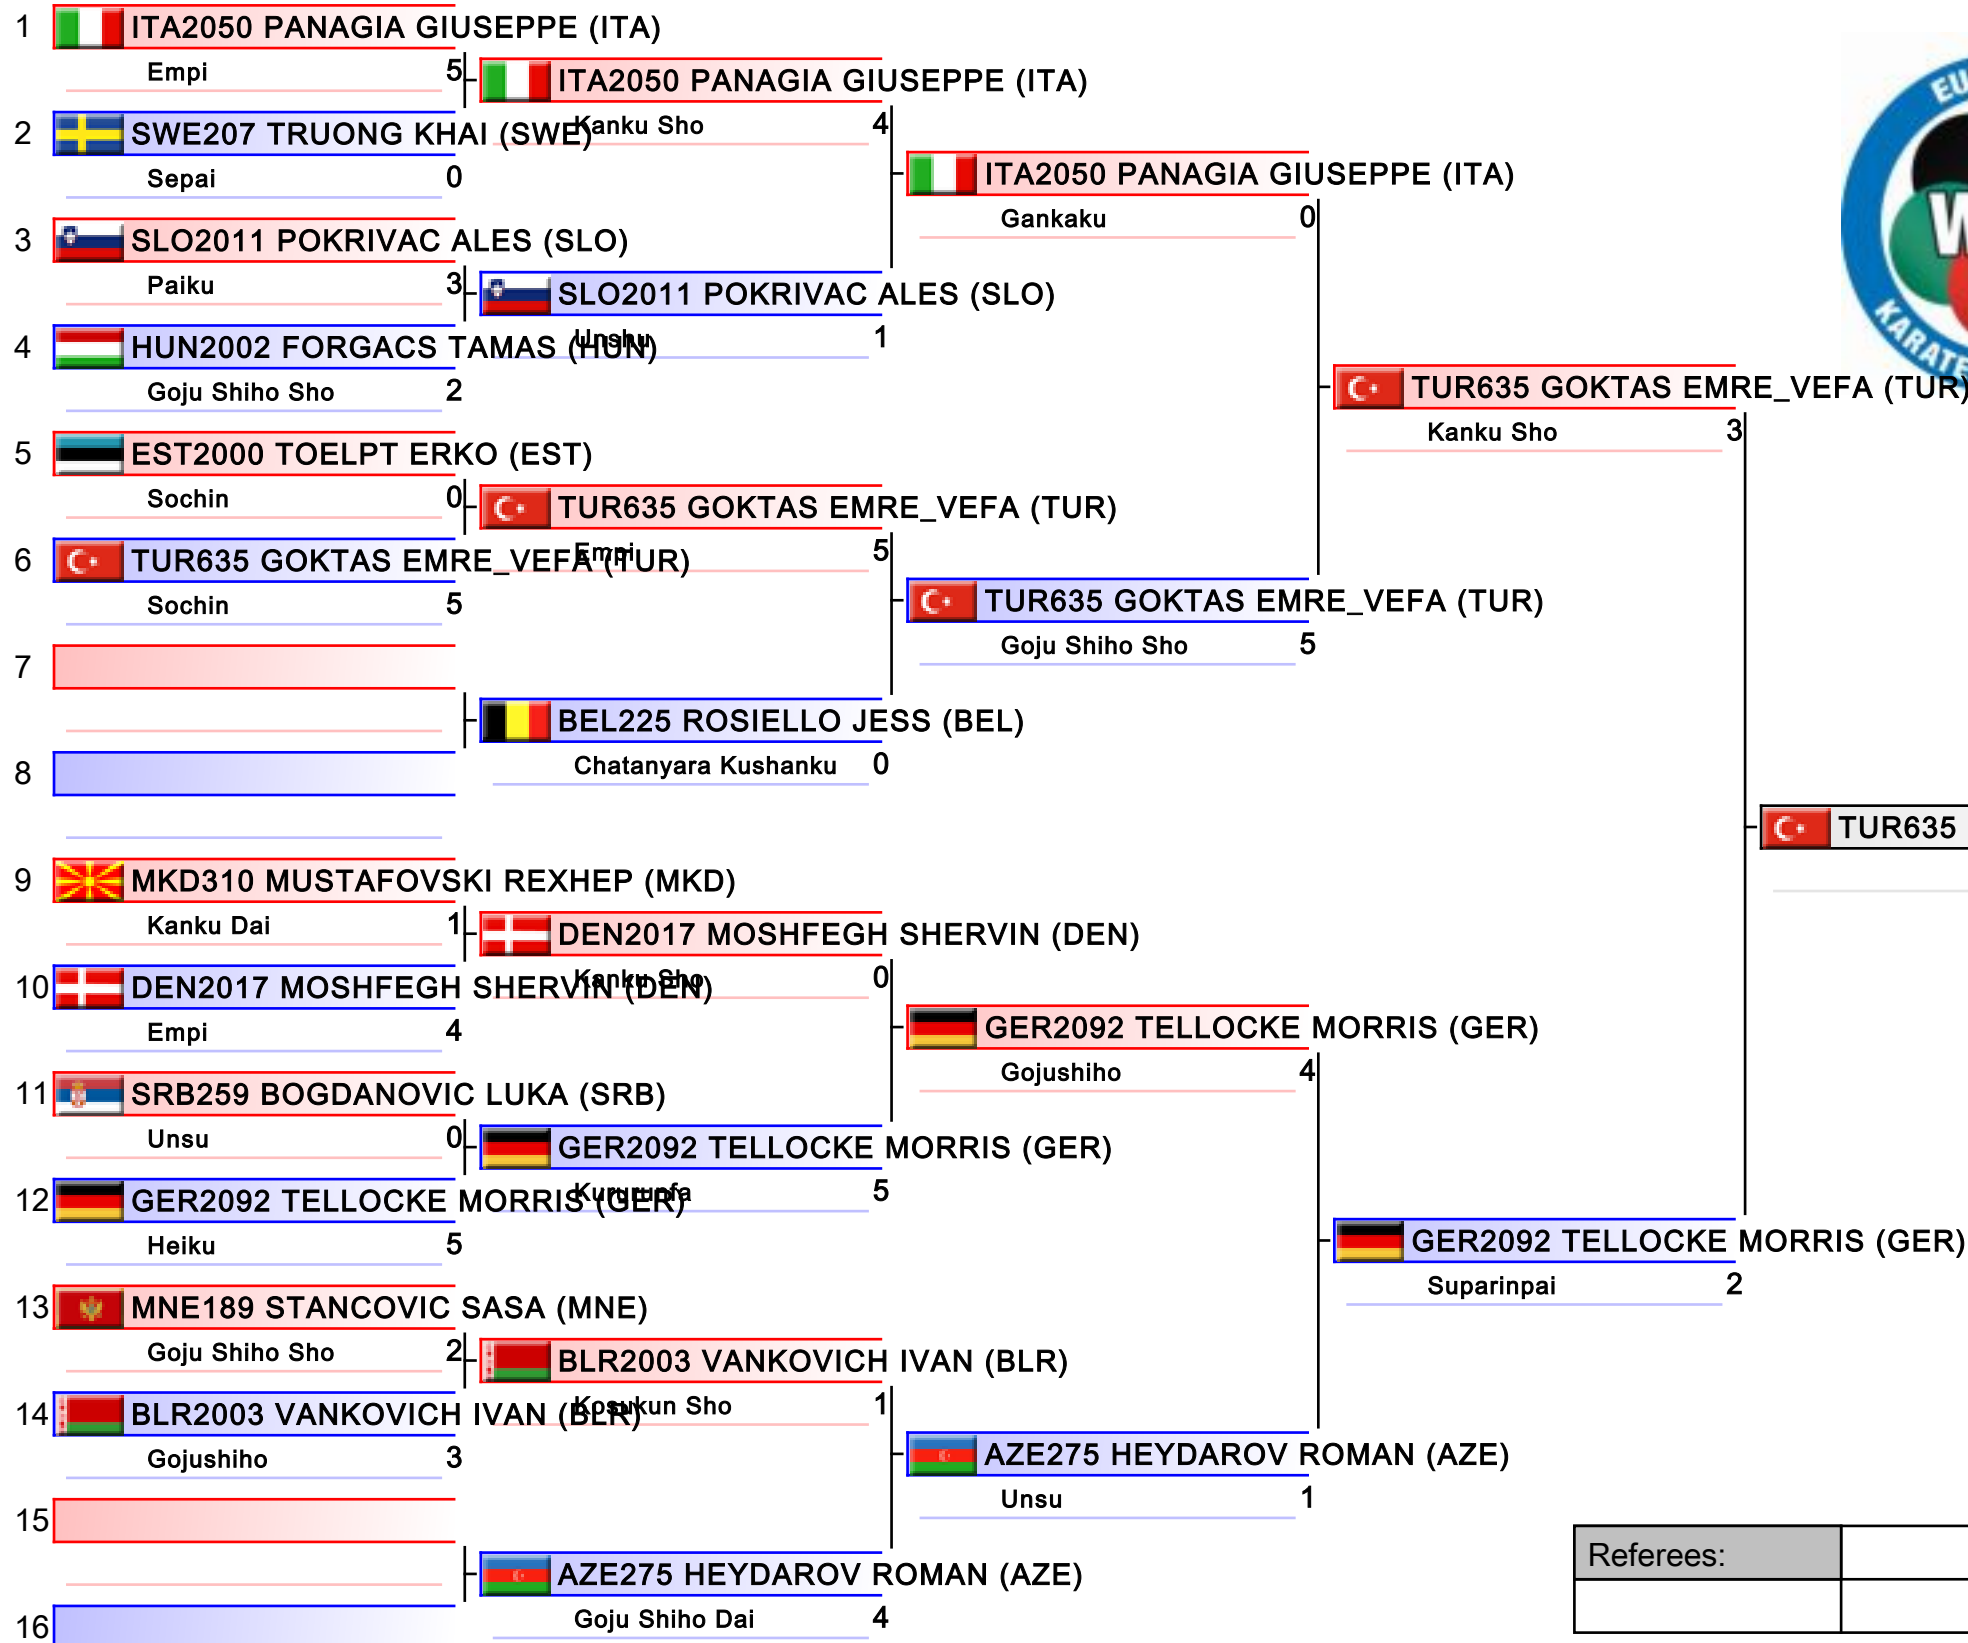 1 ITA2050 PANAGIA GIUSEPPE (ITA)
Empi 5
2 SWE207 TRUONG KHAI (SWE)
Sepai 0
3 SLO2011 POKRIVAC ALES (SLO)
Paiku 3
4 HUN2002 FORGACS TAMAS (HUN)
Goju Shiho Sho 2
5 EST2000 TOELPT ERKO (EST)
Sochin 0
6 TUR635 GOKTAS EMRE_VEFA (TUR)
Sochin 5
7
8
9 MKD310 MUSTAFOVSKI REXHEP (MKD)
Kanku Dai 1
10 DEN2017 MOSHFEGH SHERVIN (DEN)
Empi 4
11 SRB259 BOGDANOVIC LUKA (SRB)
Unsu 0
12 GER2092 TELLOCKE MORRIS (GER)
Heiku 5
13 MNE189 STANCOVIC SASA (MNE)
Goju Shiho Sho 2
14 BLR2003 VANKOVICH IVAN (BLR)
Gojushiho 3
15
16
ITA2050 PANAGIA GIUSEPPE (ITA)
Kanku Sho 4
SLO2011 POKRIVAC ALES (SLO)
Unshu 1
TUR635 GOKTAS EMRE_VEFA (TUR)
Empi 5
BEL225 ROSIELLO JESS (BEL)
Chatanyara Kushanku 0
DEN2017 MOSHFEGH SHERVIN (DEN)
Kanku Sho 0
GER2092 TELLOCKE MORRIS (GER)
Kururunfa 5
BLR2003 VANKOVICH IVAN (BLR)
Kosukun Sho 1
AZE275 HEYDAROV ROMAN (AZE)
Goju Shiho Dai 4
ITA2050 PANAGIA GIUSEPPE (ITA)
Gankaku 0
TUR635 GOKTAS EMRE_VEFA (TUR)
Goju Shiho Sho 5
GER2092 TELLOCKE MORRIS (GER)
Gojushiho 4
AZE275 HEYDAROV ROMAN (AZE)
Unsu 1
TUR635 GOKTAS EMRE_VEFA (TUR)
Kanku Sho 3
GER2092 TELLOCKE MORRIS (GER)
Suparinpai 2
TUR635
EU
W
KARATE
Referees: